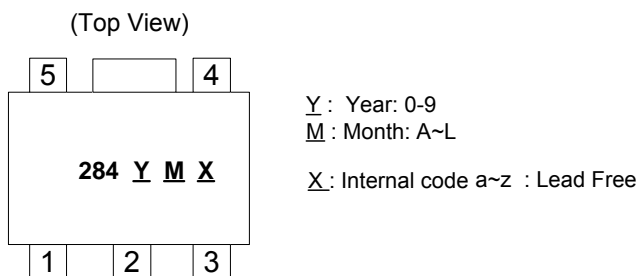 (Top View)
5 4
284 Y M X
1 2 3
Y : Year: 0-9
M : Month: A~L
X : Internal code a~z : Lead Free